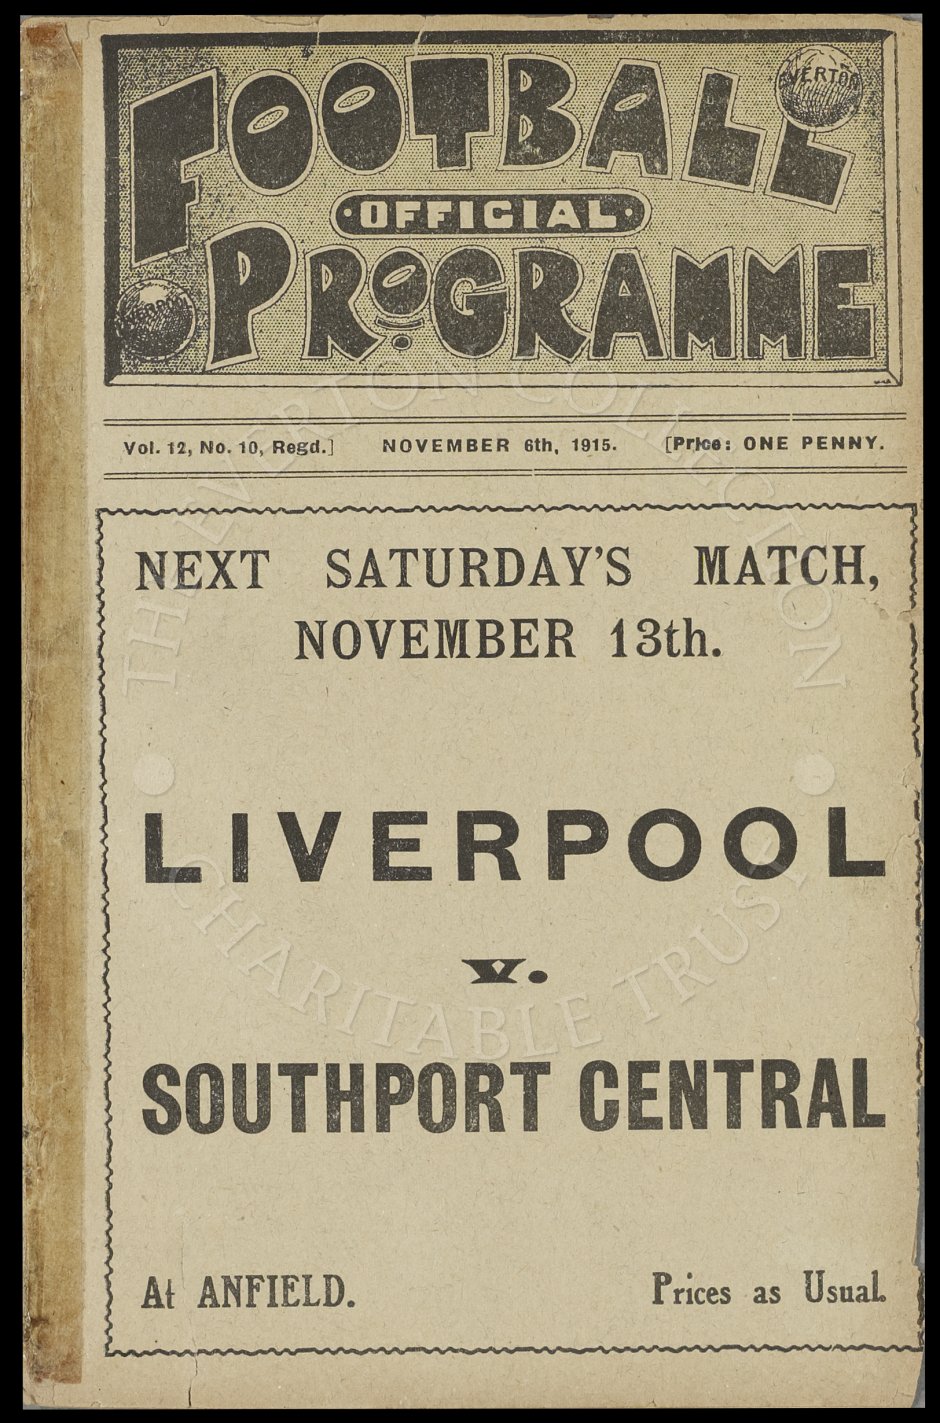 FOOTBALL
EVERTON
·OFFICIAL·
PROGRAMME
LIVERPOOL
Vol. 12, No. 10, Regd.] NOVEMBER 6th, 1915. [Price: ONE PENNY.
NEXT SATURDAY'S MATCH,
NOVEMBER 13th.
LIVERPOOL
v.
SOUTHPORT CENTRAL
At ANFIELD. Prices as Usual.
THE EVERTON COLLECTION
CHARITABLE TRUST